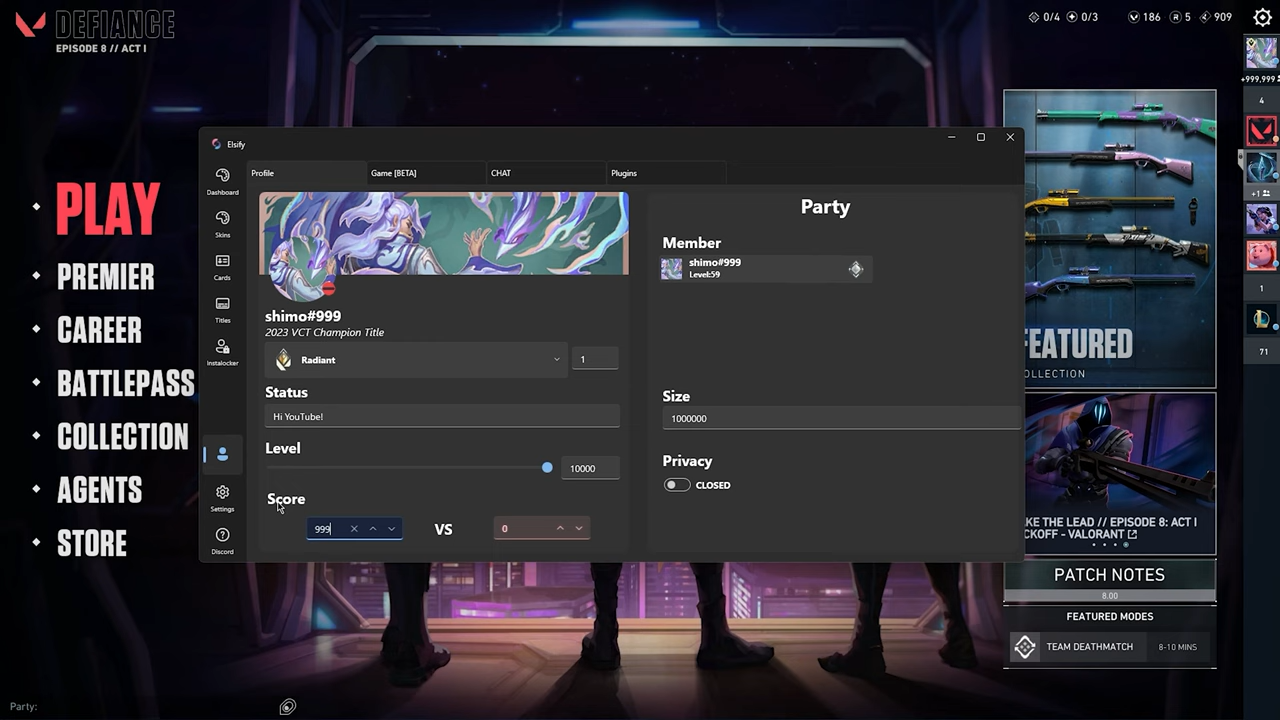 DEFIANCE
EPISODE 8 // ACT I
0/4 0/3 186 5 909
+999,999
4
+1
1
71
PLAY
PREMIER
CAREER
BATTLEPASS
COLLECTION
AGENTS
STORE
Party:
Elsify
Dashboard
Skins
Cards
Titles
Instalocker
Settings
Discord
Profile
Game [BETA]
CHAT
Plugins
shimo#999
2023 VCT Champion Title
Radiant
1
Status
Hi YouTube!
Level
10000
Score
999
VS
0
Party
Member
shimo#999
Level:59
Size
1000000
Privacy
CLOSED
EATURED
OLLECTION
KE THE LEAD // EPISODE 8: ACT I
CKOFF - VALORANT
PATCH NOTES
8.00
FEATURED MODES
TEAM DEATHMATCH
8-10 MINS